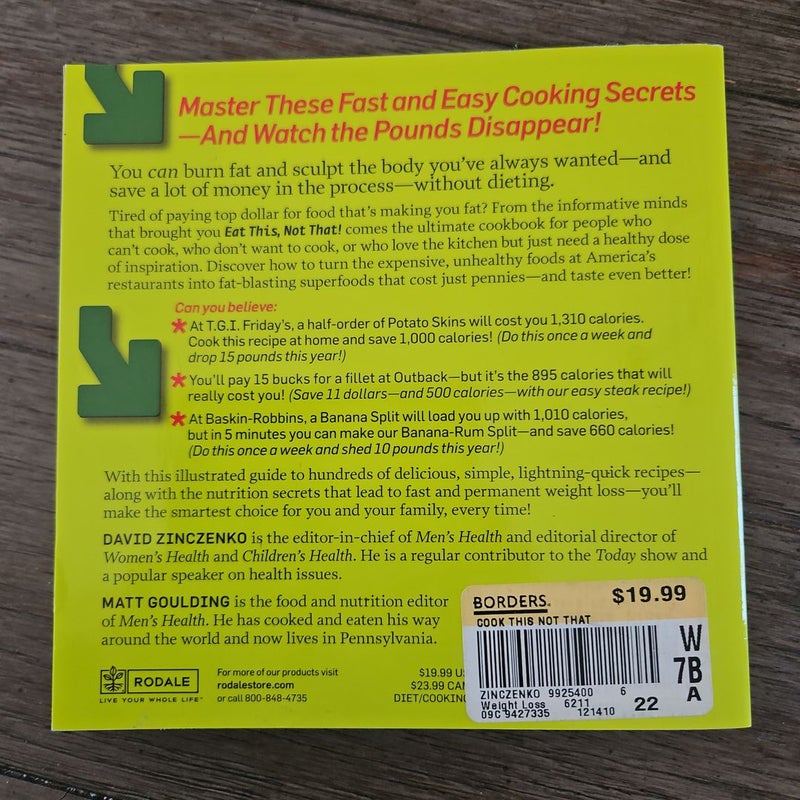 Master These Fast and Easy Cooking Secrets
—And Watch the Pounds Disappear!
You can burn fat and sculpt the body you've always wanted—and
save a lot of money in the process—without dieting.
Tired of paying top dollar for food that's making you fat? From the informative minds
that brought you Eat This, Not That! comes the ultimate cookbook for people who
can't cook, who don't want to cook, or who love the kitchen but just need a healthy dose
of inspiration. Discover how to turn the expensive, unhealthy foods at America's
restaurants into fat-blasting superfoods that cost just pennies—and taste even better!
Can you believe:
* At T.G.I. Friday's, a half-order of Potato Skins will cost you 1,310 calories.
Cook this recipe at home and save 1,000 calories! (Do this once a week and
drop 15 pounds this year!)
* You'll pay 15 bucks for a fillet at Outback—but it's the 895 calories that will
really cost you! (Save 11 dollars—and 500 calories—with our easy steak recipe!)
* At Baskin-Robbins, a Banana Split will load you up with 1,010 calories,
but in 5 minutes you can make our Banana-Rum Split—and save 660 calories!
(Do this once a week and shed 10 pounds this year!)
With this illustrated guide to hundreds of delicious, simple, lightning-quick recipes—
along with the nutrition secrets that lead to fast and permanent weight loss—you'll
make the smartest choice for you and your family, every time!
DAVID ZINCZENKO is the editor-in-chief of Men's Health and editorial director of
Women's Health and Children's Health. He is a regular contributor to the Today show and
a popular speaker on health issues.
MATT GOULDING is the food and nutrition editor
of Men's Health. He has cooked and eaten his way
around the world and now lives in Pennsylvania.
RODALE
LIVE YOUR WHOLE LIFE™
For more of our products visit
rodalestore.com
or call 800-848-4735
$19.99 US
$23.99 CAN
DIET/COOKING
BORDERS. $19.99
COOK THIS NOT THAT
W
7B
A
ZINCZENKO 9925400 6
Weight Loss 6211 22
09C 9427335 121410